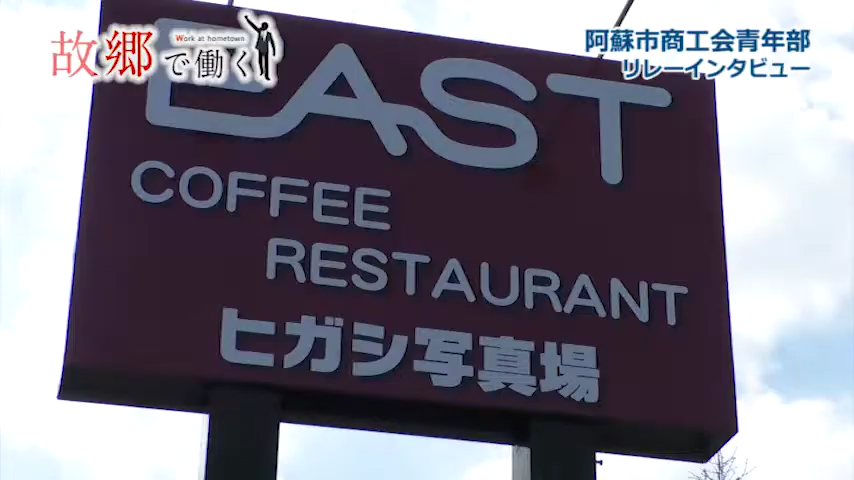 故郷で働く
Work at hometown
阿蘇市商工会青年部
リレーインタビュー
EAST
COFFEE
RESTAURANT
ヒガシ写真場